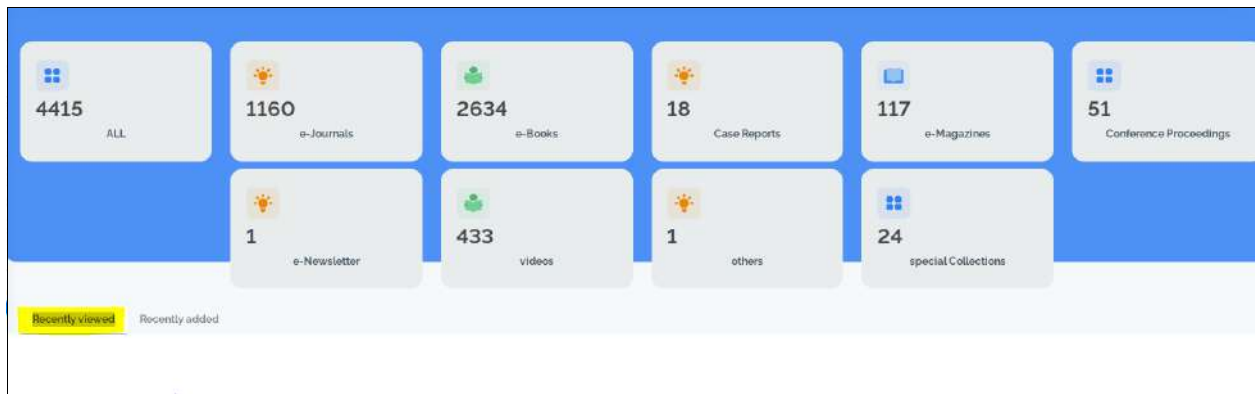 4415
ALL
1160
e-Journals
2634
e-Books
18
Case Reports
117
e-Magazines
51
Conference Proceedings
1
e-Newsletter
433
videos
1
others
24
special Collections
Recently viewed
Recently added